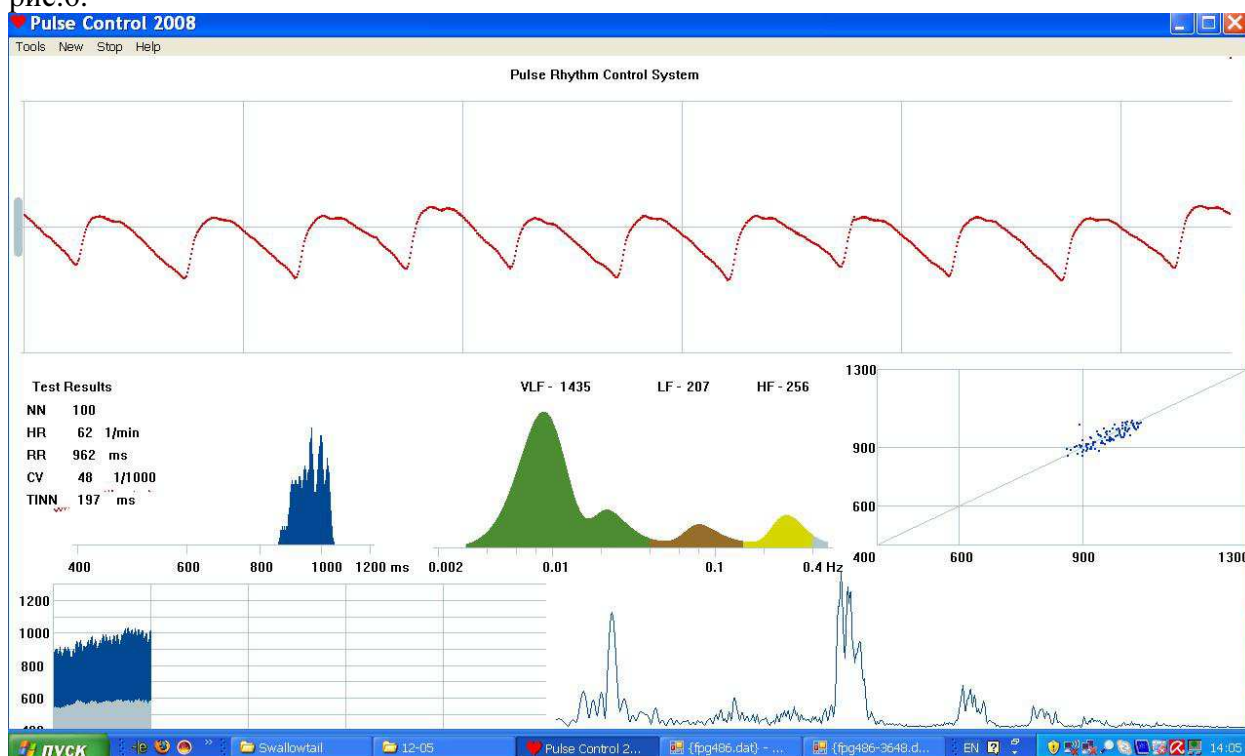 рис.6.
Pulse Control 2008
Tools New Stop Help
Pulse Rhythm Control System
Test Results
NN 100
HR 62 1/min
RR 962 ms
CV 48 1/1000
TINN 197 ms
400 600 800 1000 1200 ms
VLF - 1435 LF - 207 HF - 256
0.002 0.01 0.1 0.4 Hz
1300
900
600
400
400 600 900 1300
1200
1000
800
600
400
пуск Swallowtail 12-05 Pulse Control 2... {fpg486.dat} - ... {fpg486-3648.d... EN 14:05